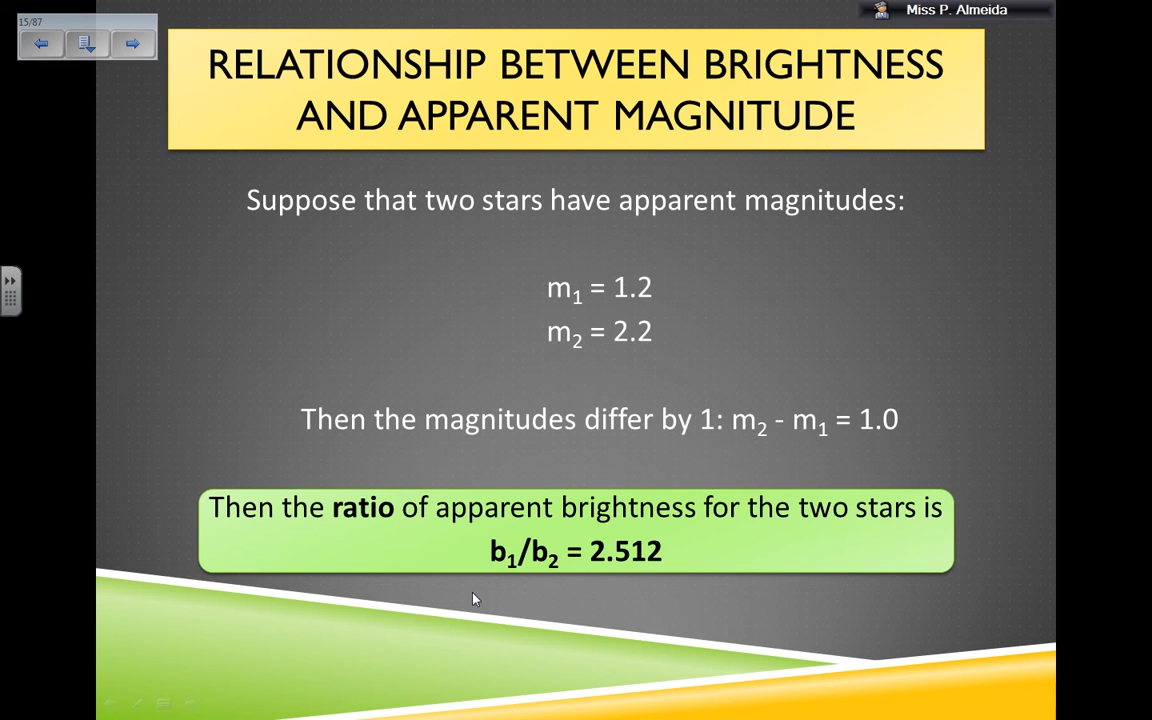 15/87
Miss P. Almeida
RELATIONSHIP BETWEEN BRIGHTNESS
AND APPARENT MAGNITUDE
Suppose that two stars have apparent magnitudes:
m₁ = 1.2
m₂ = 2.2
Then the magnitudes differ by 1: m₂ - m₁ = 1.0
Then the ratio of apparent brightness for the two stars is
b₁/b₂ = 2.512